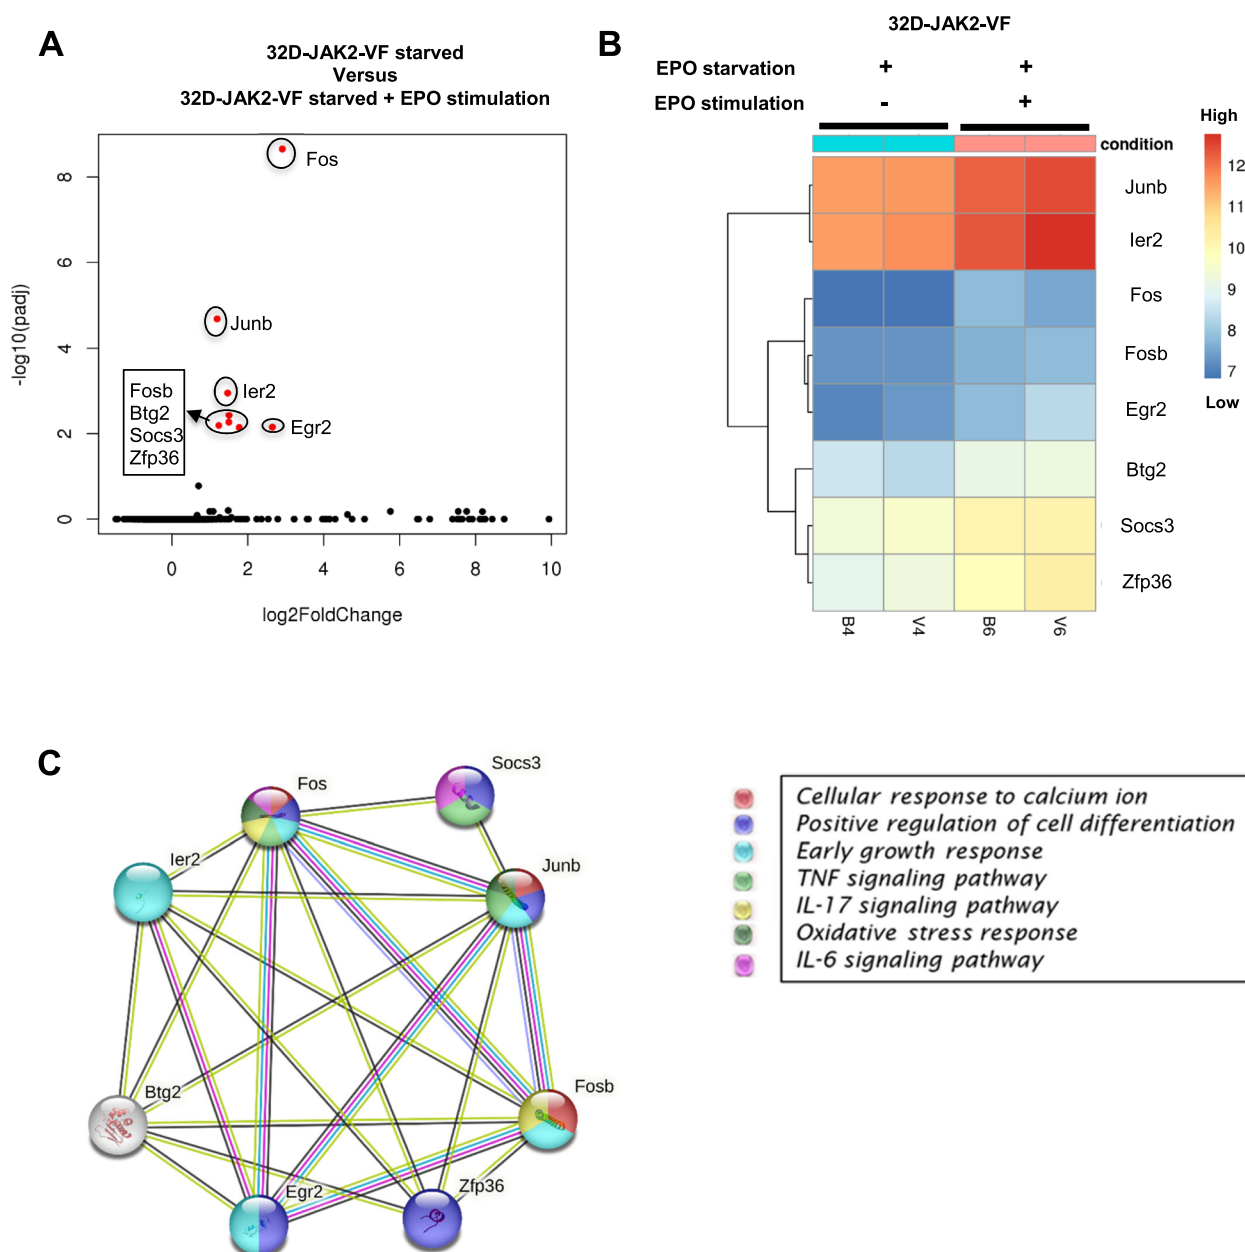 A
32D-JAK2-VF starved
Versus
32D-JAK2-VF starved + EPO stimulation
-log10(padj)
8
6
4
2
0
Fos
Junb
Ier2
Egr2
Fosb
Btg2
Socs3
Zfp36
0 2 4 6 8 10
log2FoldChange
B
32D-JAK2-VF
EPO starvation + +
EPO stimulation - +
condition
Junb
Ier2
Fos
Fosb
Egr2
Btg2
Socs3
Zfp36
B4 V4 B6 V6
High
12
11
10
9
8
7
Low
C
Fos
Socs3
Ier2
Junb
Btg2
Fosb
Egr2
Zfp36
Cellular response to calcium ion
Positive regulation of cell differentiation
Early growth response
TNF signaling pathway
IL-17 signaling pathway
Oxidative stress response
IL-6 signaling pathway